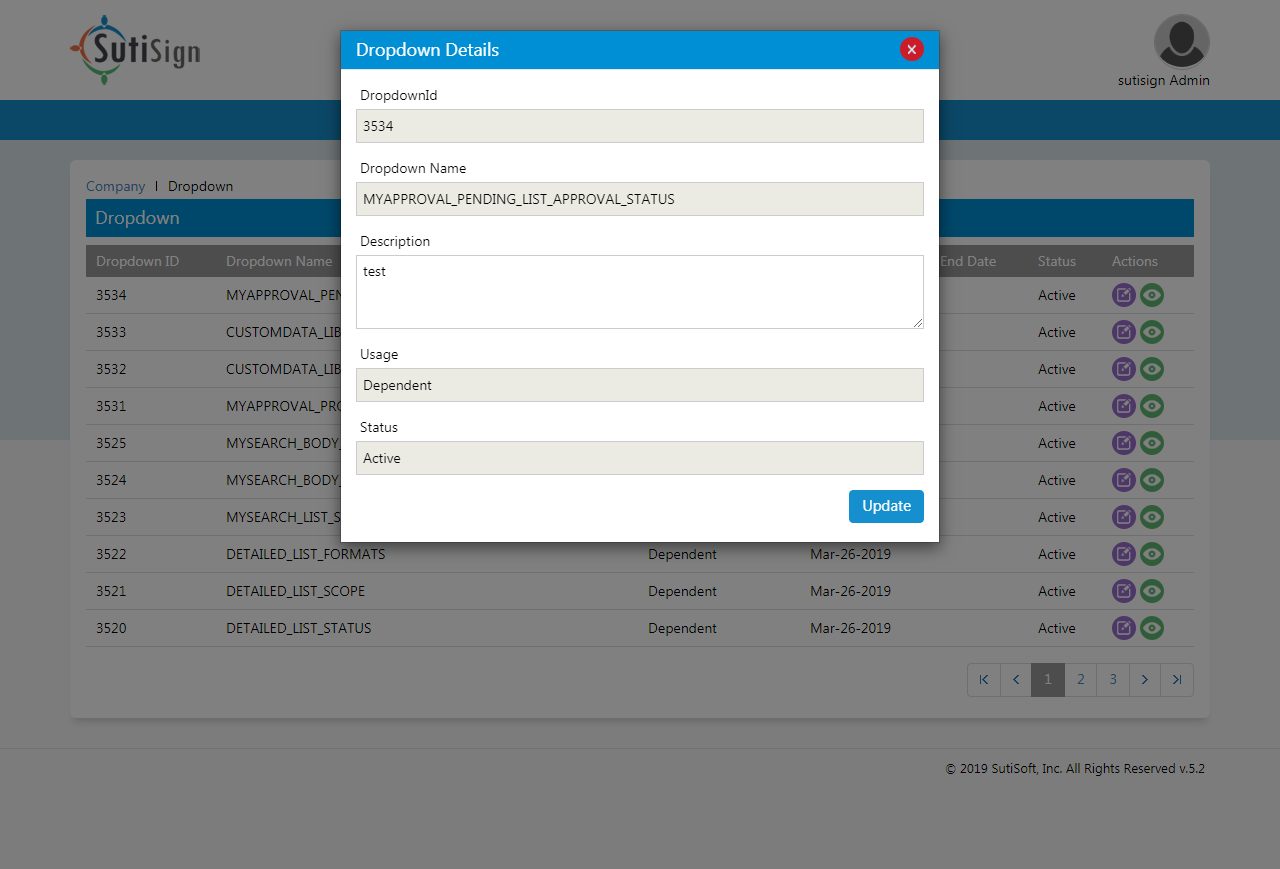 SutiSign
sutisign Admin
Dropdown Details
DropdownId
3534
Dropdown Name
MYAPPROVAL_PENDING_LIST_APPROVAL_STATUS
Description
test
Usage
Dependent
Status
Active
Update
Company | Dropdown
Dropdown
Dropdown ID Dropdown Name End Date Status Actions
3534 MYAPPROVAL_PEN Active
3533 CUSTOMDATA_LIB Active
3532 CUSTOMDATA_LIB Active
3531 MYAPPROVAL_PRO Active
3525 MYSEARCH_BODY_ Active
3524 MYSEARCH_BODY_ Active
3523 MYSEARCH_LIST_S Active
3522 DETAILED_LIST_FORMATS Dependent Mar-26-2019 Active
3521 DETAILED_LIST_SCOPE Dependent Mar-26-2019 Active
3520 DETAILED_LIST_STATUS Dependent Mar-26-2019 Active
1 2 3
© 2019 SutiSoft, Inc. All Rights Reserved v.5.2